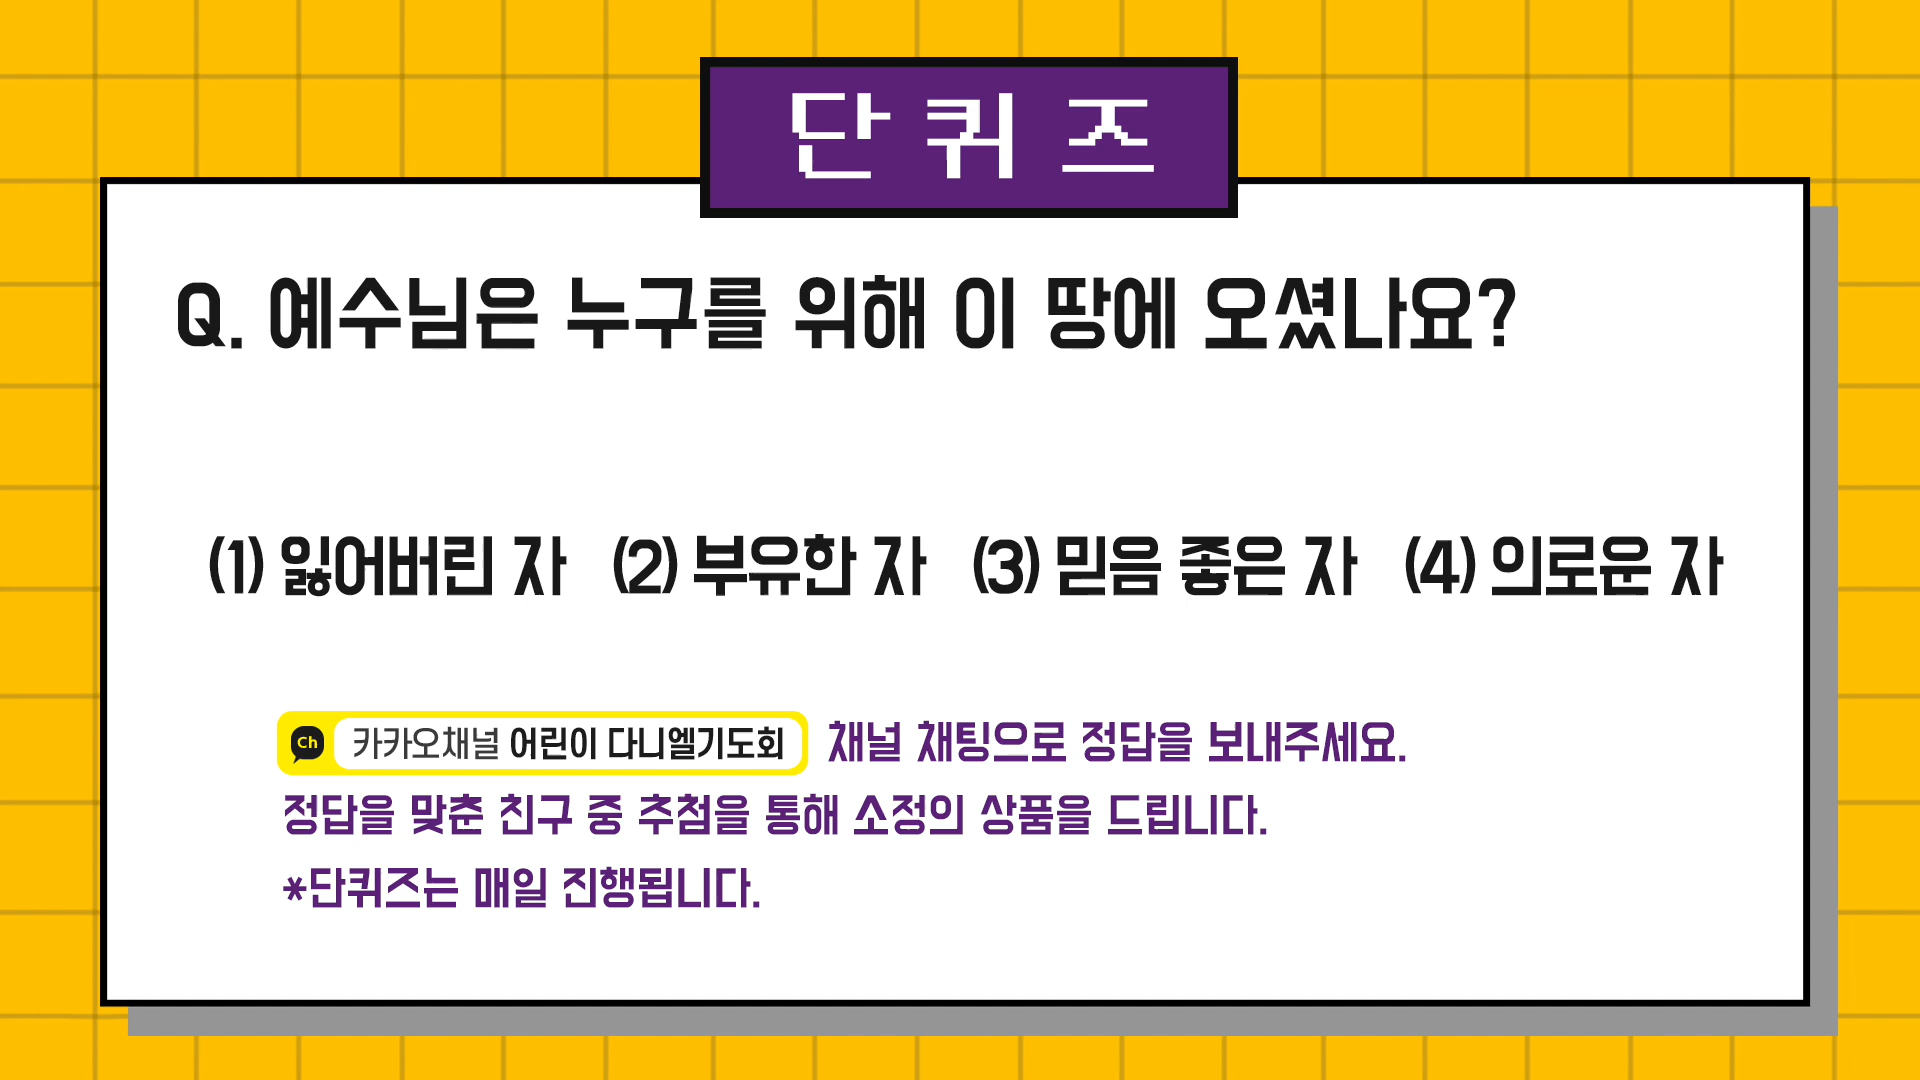 단퀴즈
Q. 예수님은 누구를 위해 이 땅에 오셨나요?
(1) 잃어버린 자 (2) 부유한 자 (3) 믿음 좋은 자 (4) 의로운 자
Ch 카카오채널 어린이 다니엘기도회 채널 채팅으로 정답을 보내주세요.
정답을 맞춘 친구 중 추첨을 통해 소정의 상품을 드립니다.
*단퀴즈는 매일 진행됩니다.